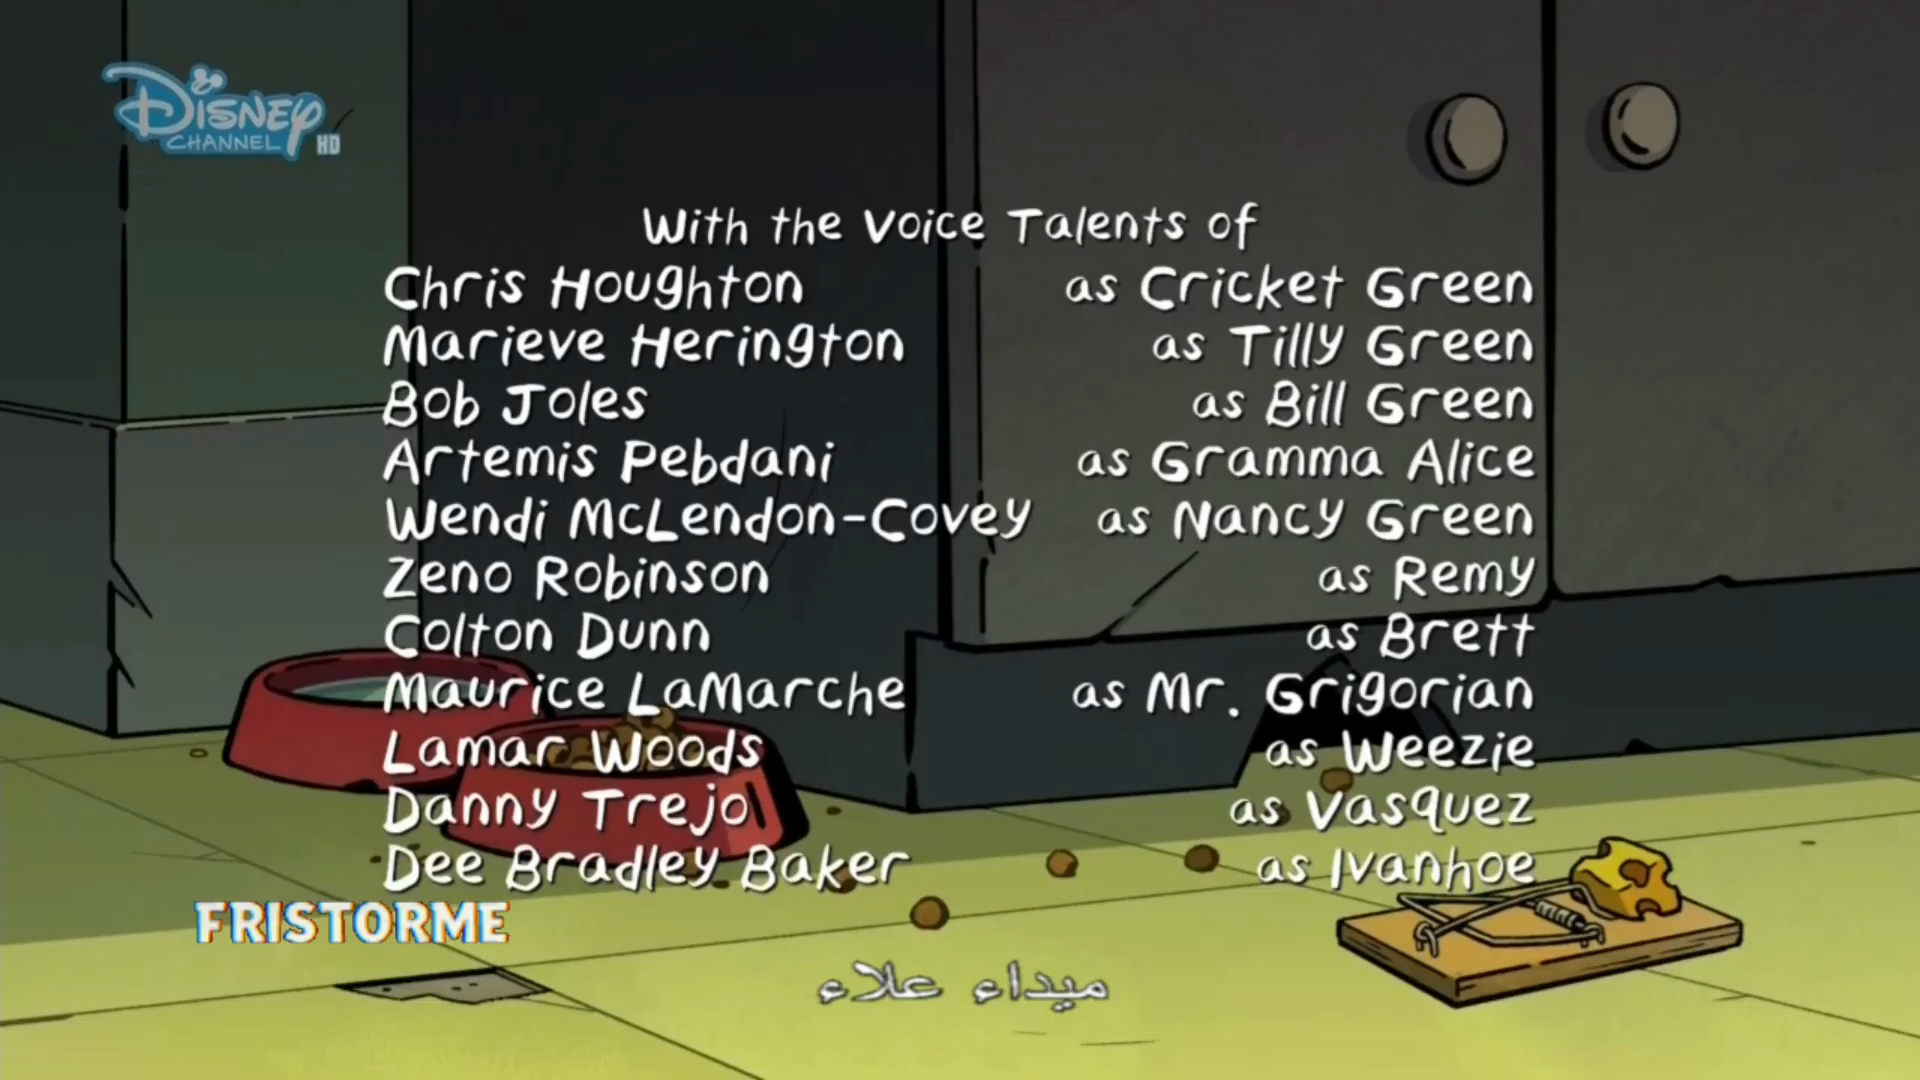 Disney
CHANNEL HD
With the Voice Talents of
Chris Houghton as Cricket Green
Marieve Herington as Tilly Green
Bob Joles as Bill Green
Artemis Pebdani as Gramma Alice
Wendi McLendon-Covey as Nancy Green
Zeno Robinson as Remy
Colton Dunn as Brett
Maurice LaMarche as Mr. Grigorian
Lamar Woods as Weezie
Danny Trejo as Vasquez
Dee Bradley Baker as Ivanhoe
FRISTORME
ميداء علاء